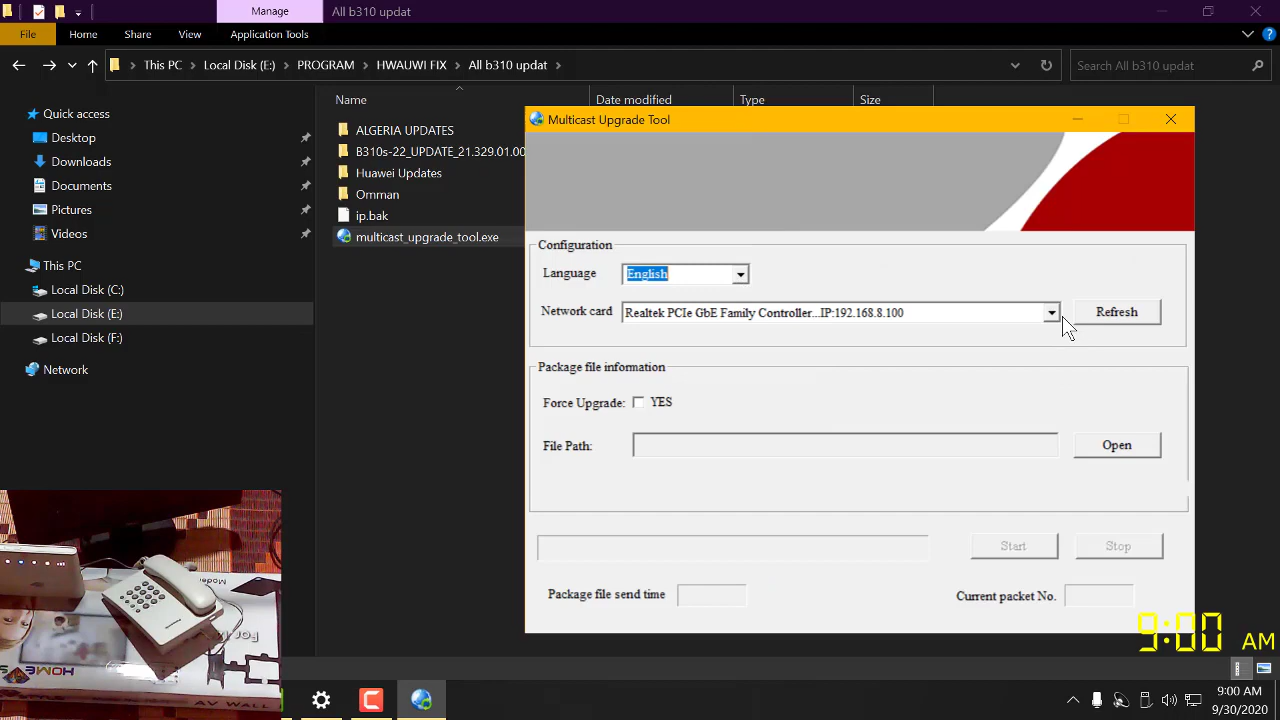 Manage
All b310 updat
File
Home
Share
View
Application Tools
This PC
Local Disk (E:)
PROGRAM
HWAUWI FIX
All b310 updat
Search All b310 updat
Quick access
Desktop
Downloads
Documents
Pictures
Videos
This PC
Local Disk (C:)
Local Disk (E:)
Local Disk (F:)
Network
Name
Date modified
Type
Size
ALGERIA UPDATES
B310s-22_UPDATE_21.329.01.00
Huawei Updates
Omman
ip.bak
multicast_upgrade_tool.exe
Multicast Upgrade Tool
Configuration
Language
English
Network card
Realtek PCIe GbE Family Controller...IP:192.168.8.100
Refresh
Package file information
Force Upgrade:
YES
File Path:
Open
Start
Stop
Package file send time
Current packet No.
9:00 AM
Model
For
HOME
AV WALL
9:00 AM
9/30/2020